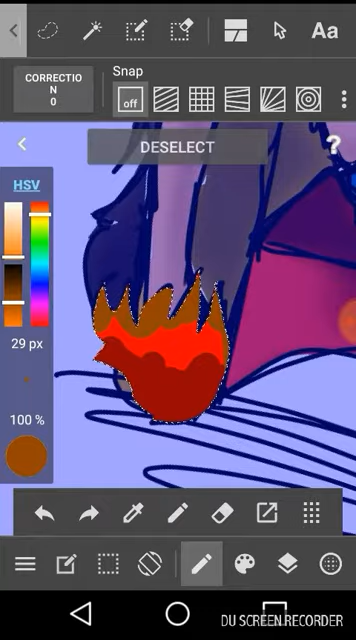 Aa
CORRECTIO
N
0
Snap
off
DESELECT
?
HSV
29 px
100 %
DU SCREEN RECORDER